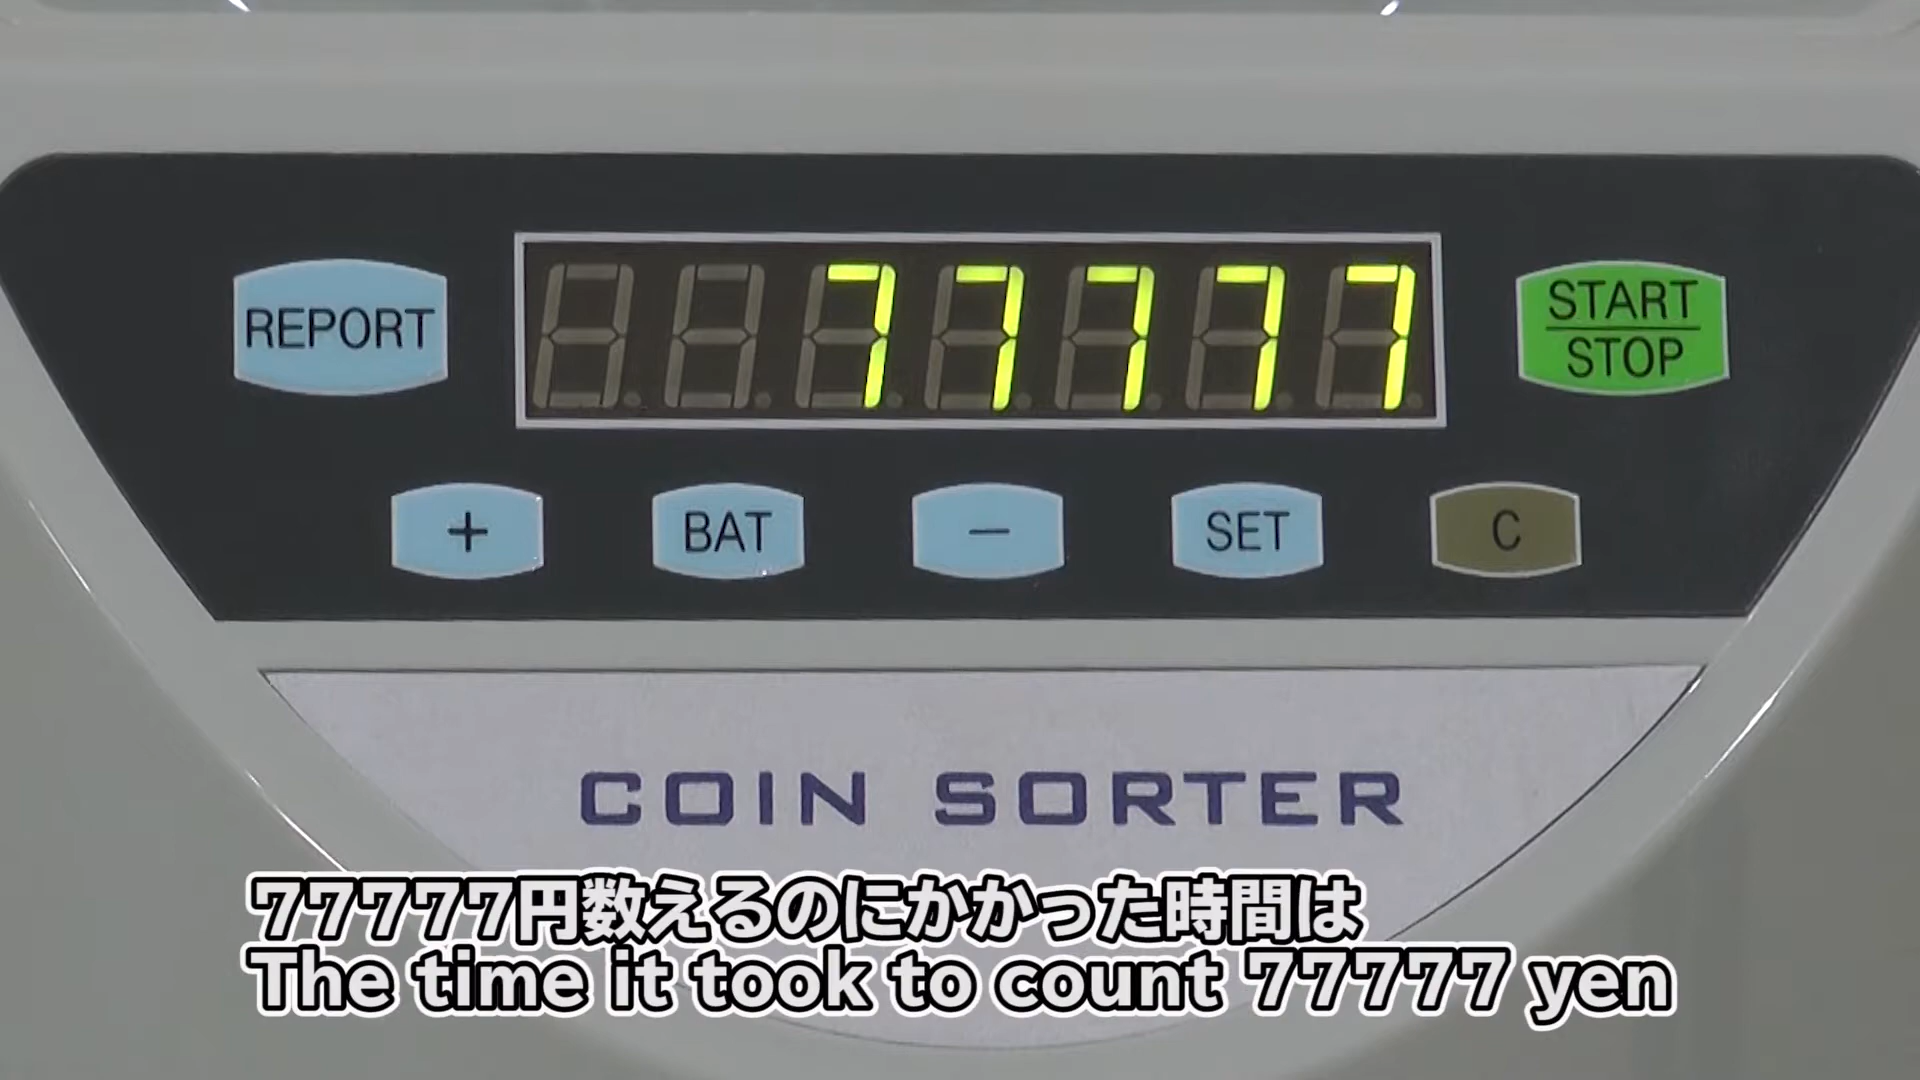 77777
REPORT
START
STOP
+
BAT
−
SET
C
COIN SORTER
77777円数えるのにかかった時間は
The time it took to count 77777 yen